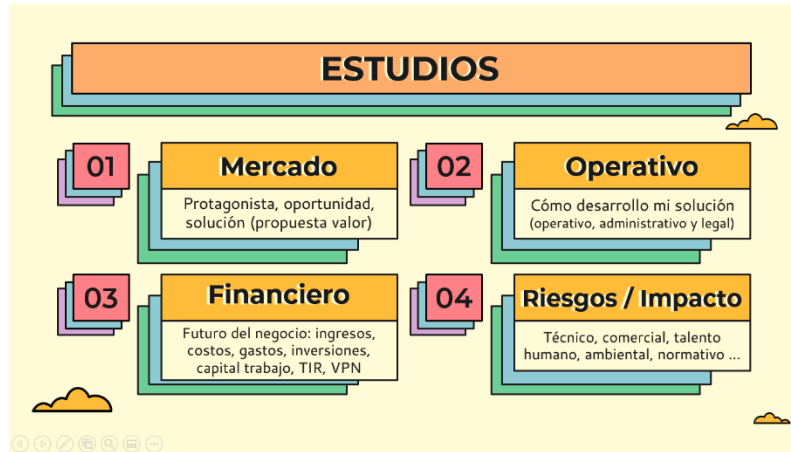 ESTUDIOS
01
Mercado
Protagonista, oportunidad,
solución (propuesta valor)
02
Operativo
Cómo desarrollo mi solución
(operativo, administrativo y legal)
03
Financiero
Futuro del negocio: ingresos,
costos, gastos, inversiones,
capital trabajo, TIR, VPN
04
Riesgos / Impacto
Técnico, comercial, talento
humano, ambiental, normativo ...